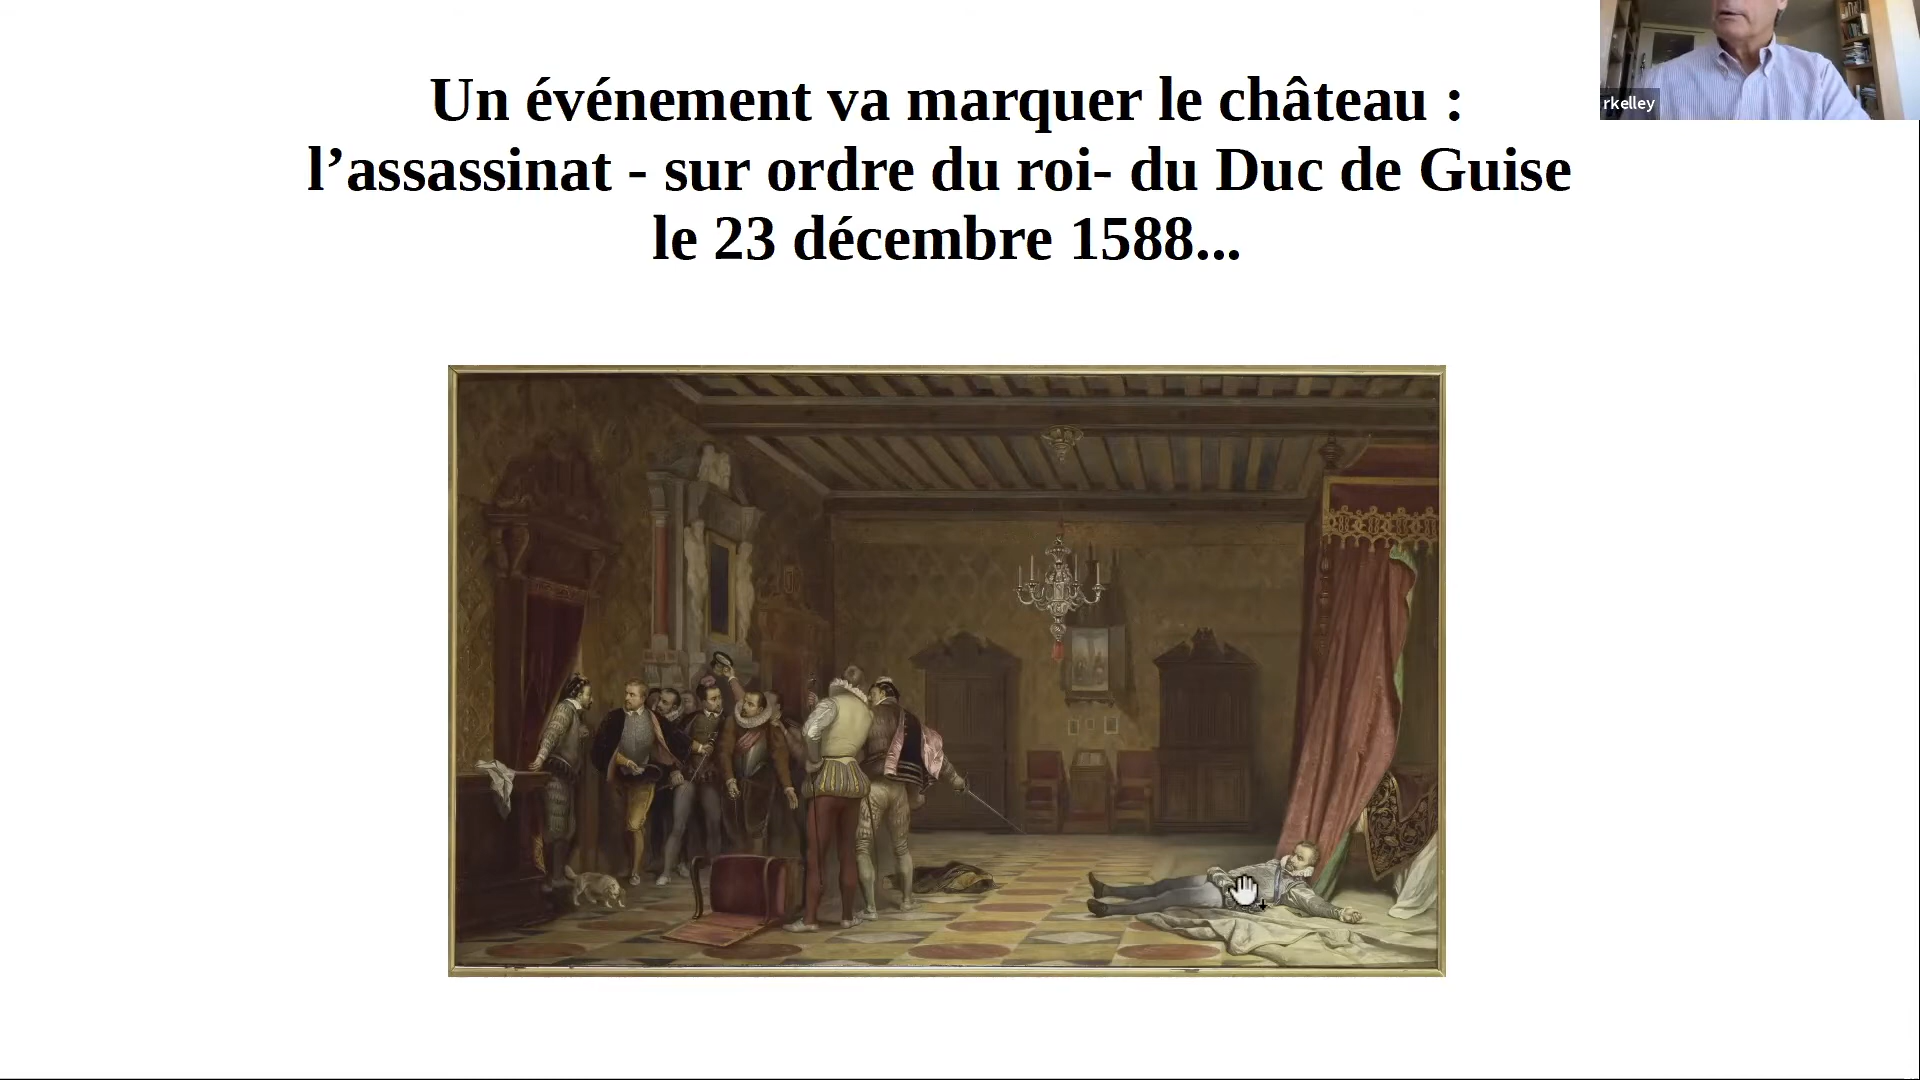 Un événement va marquer le château :
l’assassinat - sur ordre du roi- du Duc de Guise
le 23 décembre 1588...
rkelley